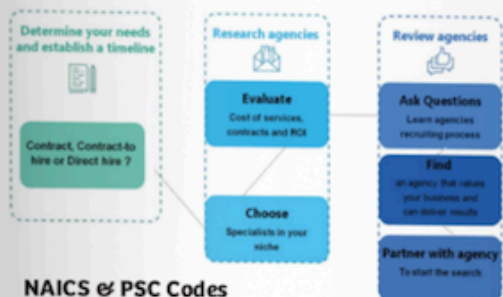 Determine your needs
and establish a timeline
Contract, Contract-to
hire or Direct hire ?
Research agencies
Evaluate
Cost of services,
contracts and ROI
Choose
Specialists in your
niche
Review agencies
Ask Questions
Learn agencies
recruiting process
Find
an agency that values
your business and
can deliver results
Partner with agency
To start the search
NAICS & PSC Codes